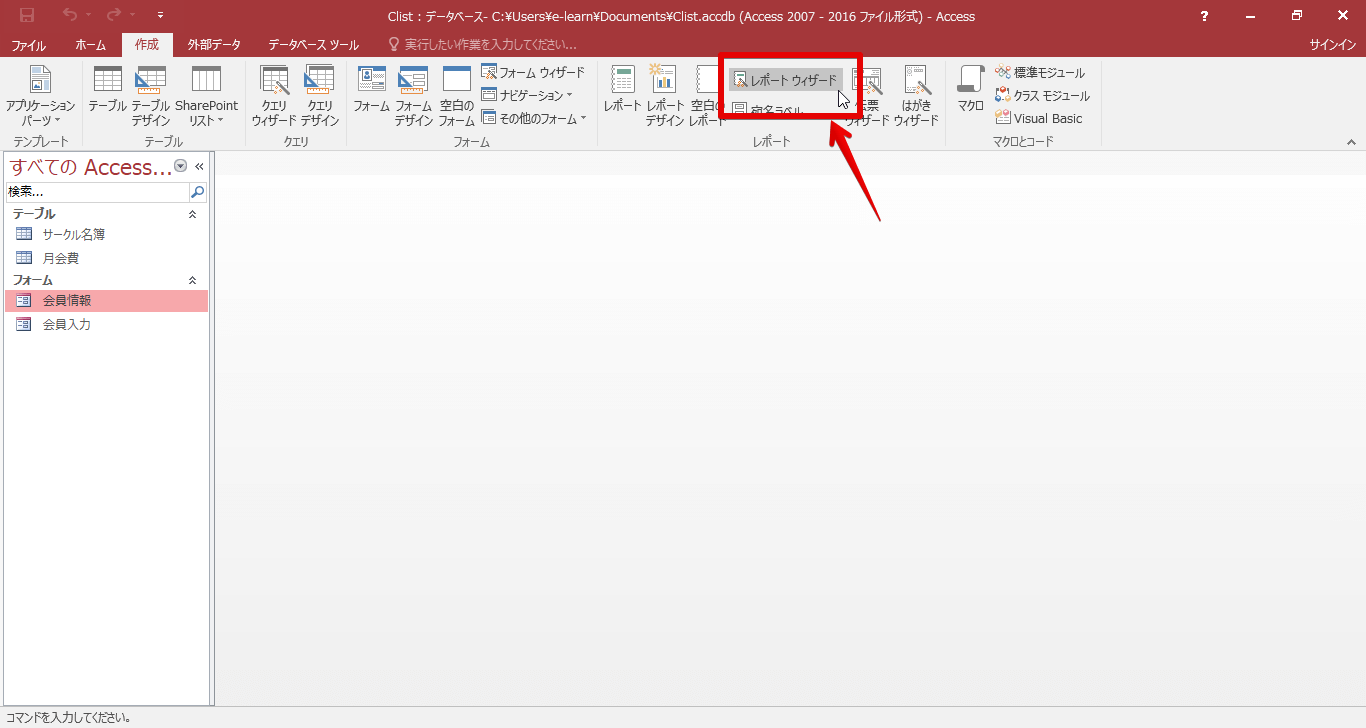 Clist : データベース- C:¥Users¥e-learn¥Documents¥Clist.accdb (Access 2007 - 2016 ファイル形式) - Access
?
ファイル ホーム 作成 外部データ データベース ツール 実行したい作業を入力してください... サインイン
アプリケーション
パーツ
テンプレート
テーブル
テーブル
デザイン
SharePoint
リスト
テーブル
クエリ
ウィザード
クエリ
デザイン
クエリ
フォーム
フォーム
デザイン
空白の
フォーム
フォーム ウィザード
ナビゲーション
その他のフォーム
フォーム
レポート
レポート
デザイン
空白の
レポート
レポート ウィザード
宛名ラベル
伝票
ウィザード
はがき
ウィザード
レポート
マクロ
標準モジュール
クラス モジュール
Visual Basic
マクロとコード
すべての Access...
検索...
テーブル
サークル名簿
月会費
フォーム
会員情報
会員入力
コマンドを入力してください。